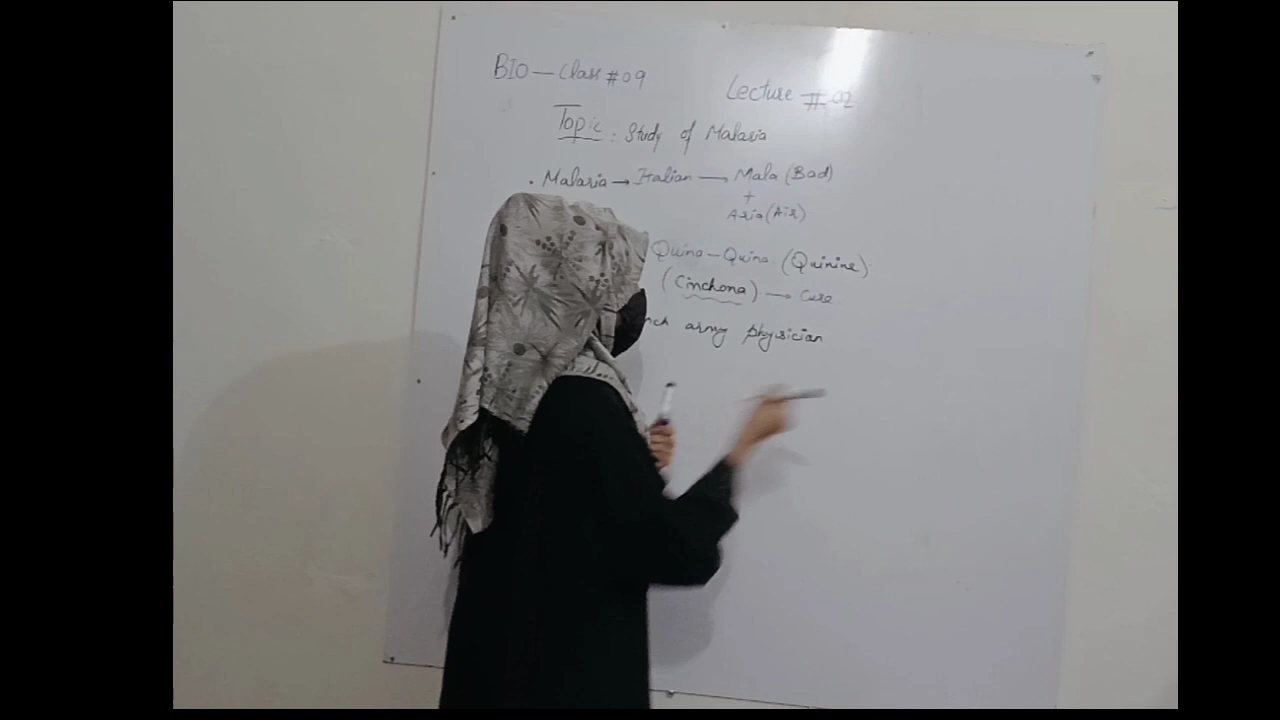 BIO — Class # 09
Lecture # 02
Topic : Study of Malaria
. Malaria → Italian → Mala (Bad)
+
Aria (Air)
Quina - Quina (Quinine)
(Cinchona) → Cure
army physician